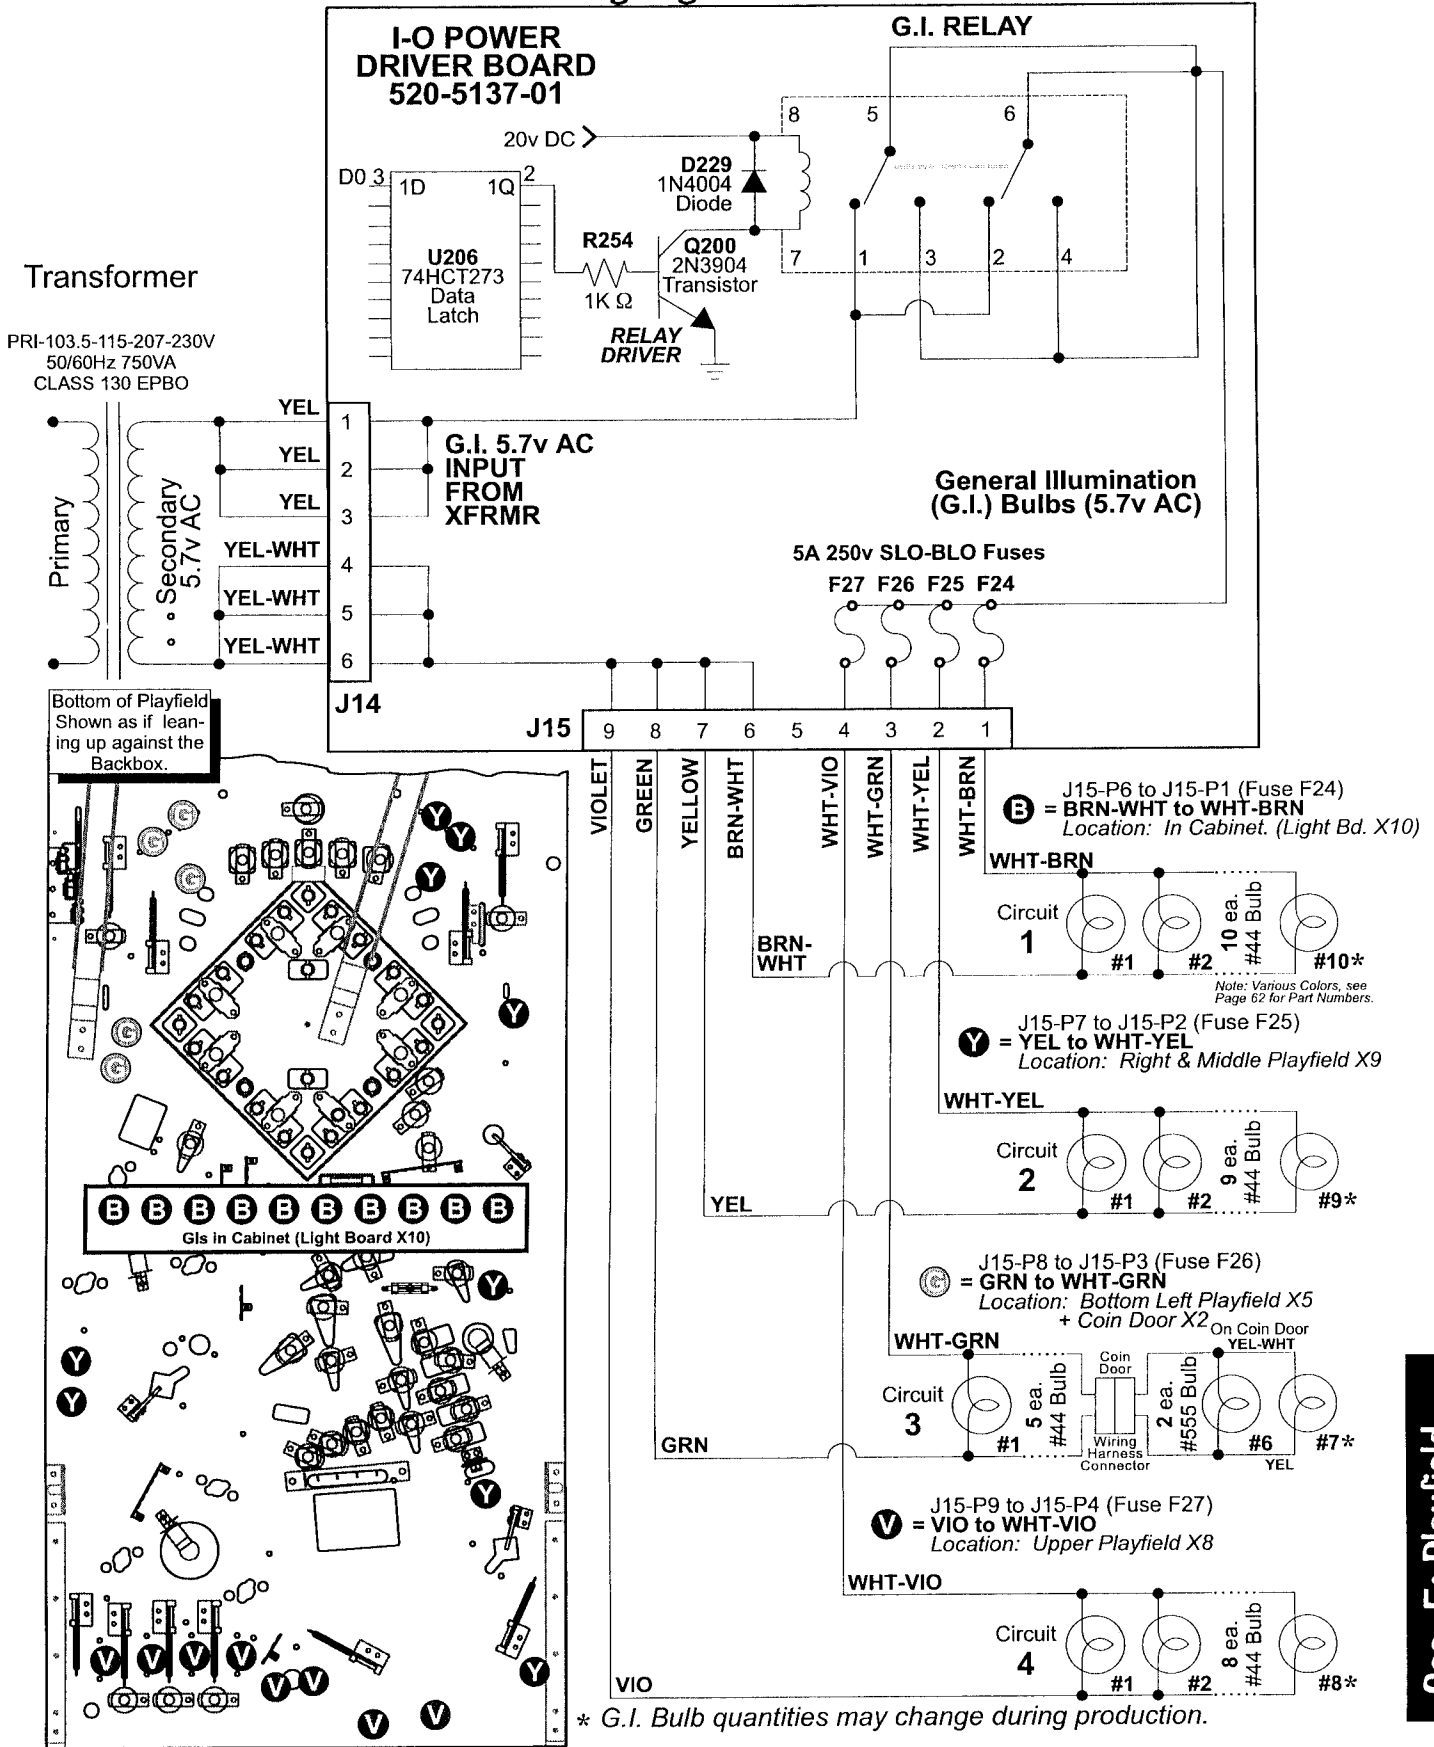 I-O POWER
DRIVER BOARD
520-5137-01
G.I. RELAY
8
5
6
20v DC
D0 3
1D
1Q
2
D229
1N4004
Diode
U206
74HCT273
Data
Latch
R254
1K Ω
Q200
2N3904
Transistor
7
1
3
2
4
RELAY
DRIVER
Transformer
PRI-103.5-115-207-230V
50/60Hz 750VA
CLASS 130 EPBO
Primary
Secondary
5.7v AC
YEL
YEL
YEL
YEL-WHT
YEL-WHT
YEL-WHT
1
2
3
4
5
6
J14
G.I. 5.7v AC
INPUT
FROM
XFRMR
General Illumination
(G.I.) Bulbs (5.7v AC)
5A 250v SLO-BLO Fuses
F27 F26 F25 F24
J15
9 8 7 6 5 4 3 2 1
VIOLET
GREEN
YELLOW
BRN-WHT
WHT-VIO
WHT-GRN
WHT-YEL
WHT-BRN
Bottom of Playfield
Shown as if lean-
ing up against the
Backbox.
G
G
G
Y
Y
Y
Y
G
G
B B B B B B B B B B
GIs in Cabinet (Light Board X10)
Y
Y
Y
Y
V V V V
V V
Y
V V
J15-P6 to J15-P1 (Fuse F24)
B = BRN-WHT to WHT-BRN
Location: In Cabinet. (Light Bd. X10)
WHT-BRN
Circuit
1
BRN-
WHT
#1
#2
10 ea.
#44 Bulb
#10*
Note: Various Colors, see
Page 62 for Part Numbers.
J15-P7 to J15-P2 (Fuse F25)
Y = YEL to WHT-YEL
Location: Right & Middle Playfield X9
WHT-YEL
Circuit
2
YEL
#1
#2
9 ea.
#44 Bulb
#9*
J15-P8 to J15-P3 (Fuse F26)
G = GRN to WHT-GRN
Location: Bottom Left Playfield X5
+ Coin Door X2
On Coin Door
YEL-WHT
WHT-GRN
Circuit
3
GRN
#1
5 ea.
#44 Bulb
Coin
Door
Wiring
Harness
Connector
2 ea.
#555 Bulb
#6
#7*
YEL
J15-P9 to J15-P4 (Fuse F27)
V = VIO to WHT-VIO
Location: Upper Playfield X8
WHT-VIO
Circuit
4
VIO
#1
#2
8 ea.
#44 Bulb
#8*
* G.I. Bulb quantities may change during production.